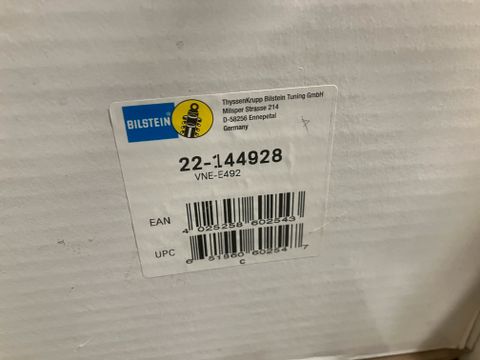 BILSTEIN
ThyssenKrupp Bilstein Tuning GmbH
Milsper Strasse 214
D-58256 Ennepetal
Germany
22-144928
VNE-E492
EAN
4 025258 602543
UPC
6 51860 60254 7
C